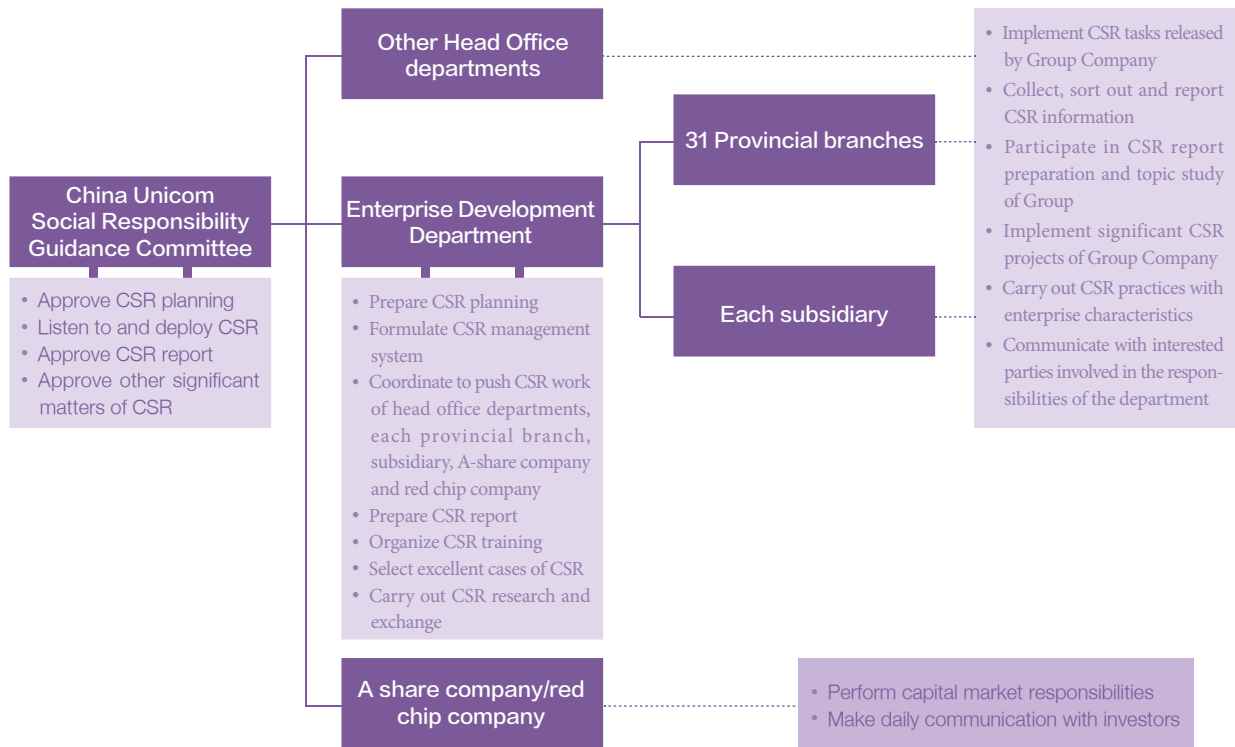 China Unicom
Social Responsibility
Guidance Committee
• Approve CSR planning
• Listen to and deploy CSR
• Approve CSR report
• Approve other significant
matters of CSR
Other Head Office
departments
Enterprise Development
Department
• Prepare CSR planning
• Formulate CSR management
system
• Coordinate to push CSR work
of head office departments,
each provincial branch,
subsidiary, A-share company
and red chip company
• Prepare CSR report
• Organize CSR training
• Select excellent cases of CSR
• Carry out CSR research and
exchange
A share company/red
chip company
31 Provincial branches
Each subsidiary
• Implement CSR tasks released
by Group Company
• Collect, sort out and report
CSR information
• Participate in CSR report
preparation and topic study
of Group
• Implement significant CSR
projects of Group Company
• Carry out CSR practices with
enterprise characteristics
• Communicate with interested
parties involved in the respon-
sibilities of the department
• Perform capital market responsibilities
• Make daily communication with investors